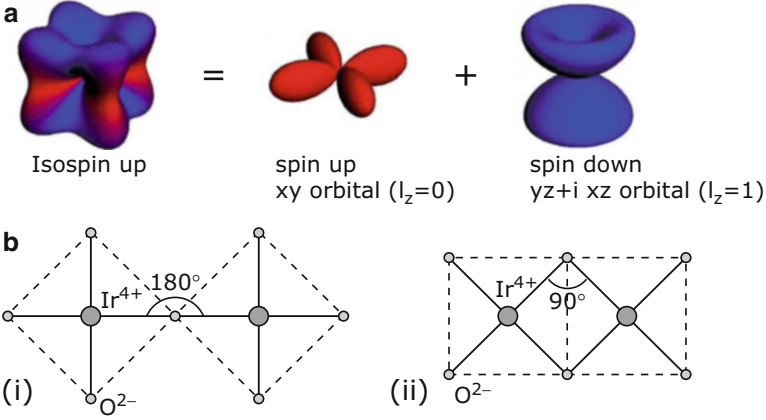 a
=
+
Isospin up
spin up
xy orbital (l_z=0)
spin down
yz+i xz orbital (l_z=1)
b
180°
Ir⁴⁺
(i)
O²⁻
Ir⁴⁺
90°
(ii)
O²⁻